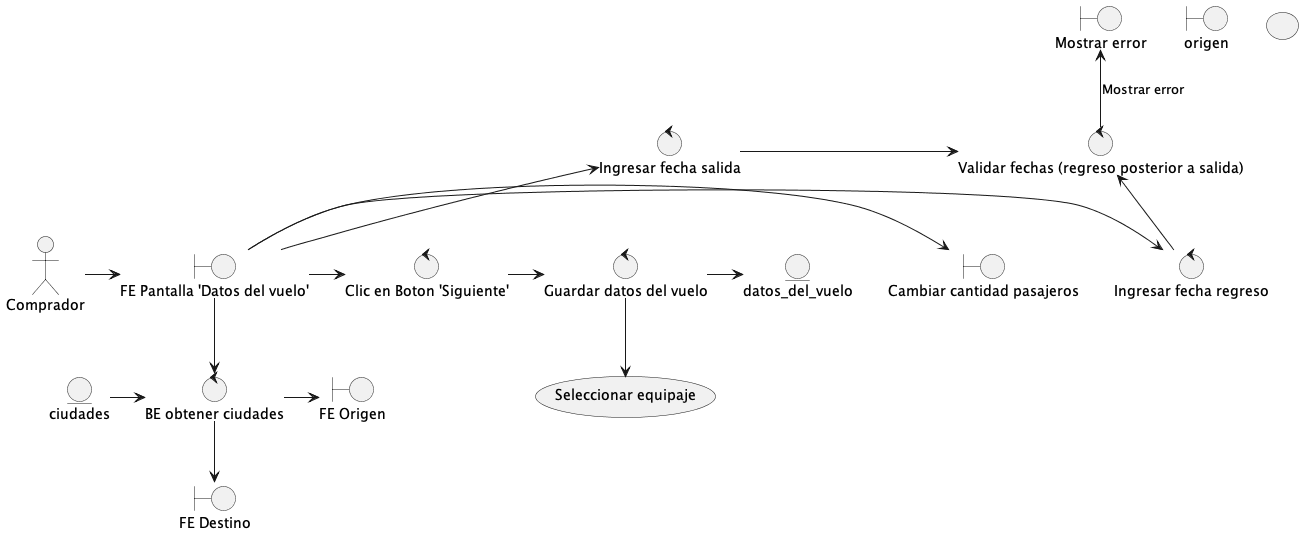 Mostrar error
origen
Mostrar error
Ingresar fecha salida
Validar fechas (regreso posterior a salida)
Comprador
FE Pantalla 'Datos del vuelo'
Clic en Boton 'Siguiente'
Guardar datos del vuelo
datos_del_vuelo
Cambiar cantidad pasajeros
Ingresar fecha regreso
ciudades
BE obtener ciudades
FE Origen
Seleccionar equipaje
FE Destino